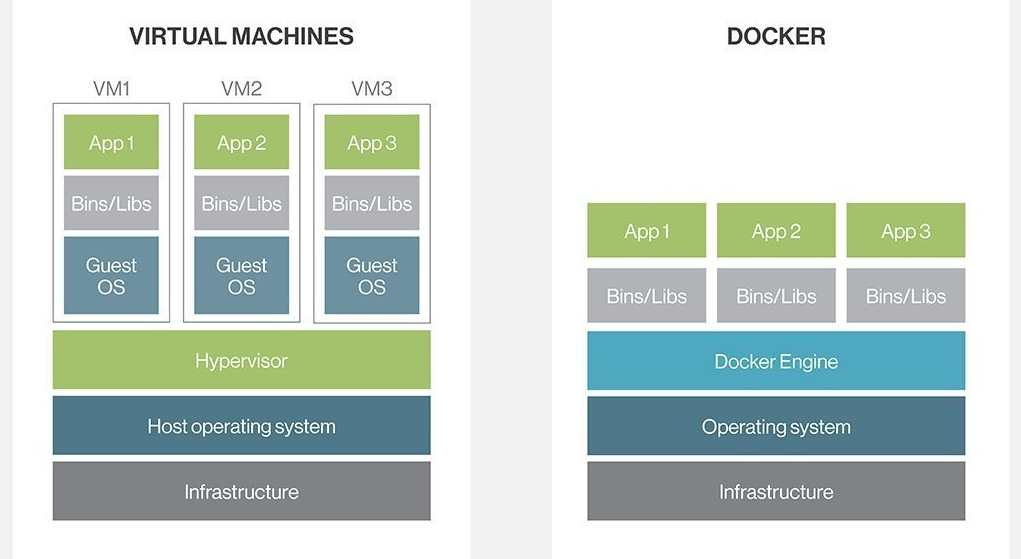 VIRTUAL MACHINES
VM1
VM2
VM3
App 1
App 2
App 3
Bins/Libs
Bins/Libs
Bins/Libs
Guest
OS
Guest
OS
Guest
OS
Hypervisor
Host operating system
Infrastructure
DOCKER
App 1
App 2
App 3
Bins/Libs
Bins/Libs
Bins/Libs
Docker Engine
Operating system
Infrastructure